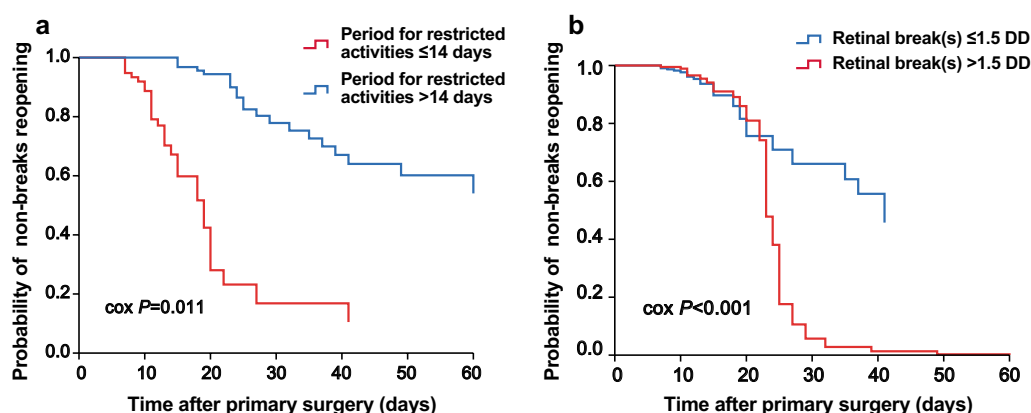 a
Period for restricted
activities ≤14 days
Period for restricted
activities >14 days
Probability of non-breaks reopening
1.0
0.8
0.6
0.4
0.2
0.0
cox P=0.011
0 10 20 30 40 50 60
Time after primary surgery (days)
b
Retinal break(s) ≤1.5 DD
Retinal break(s) >1.5 DD
Probability of non-breaks reopening
1.0
0.8
0.6
0.4
0.2
0.0
cox P<0.001
0 10 20 30 40 50 60
Time after primary surgery (days)